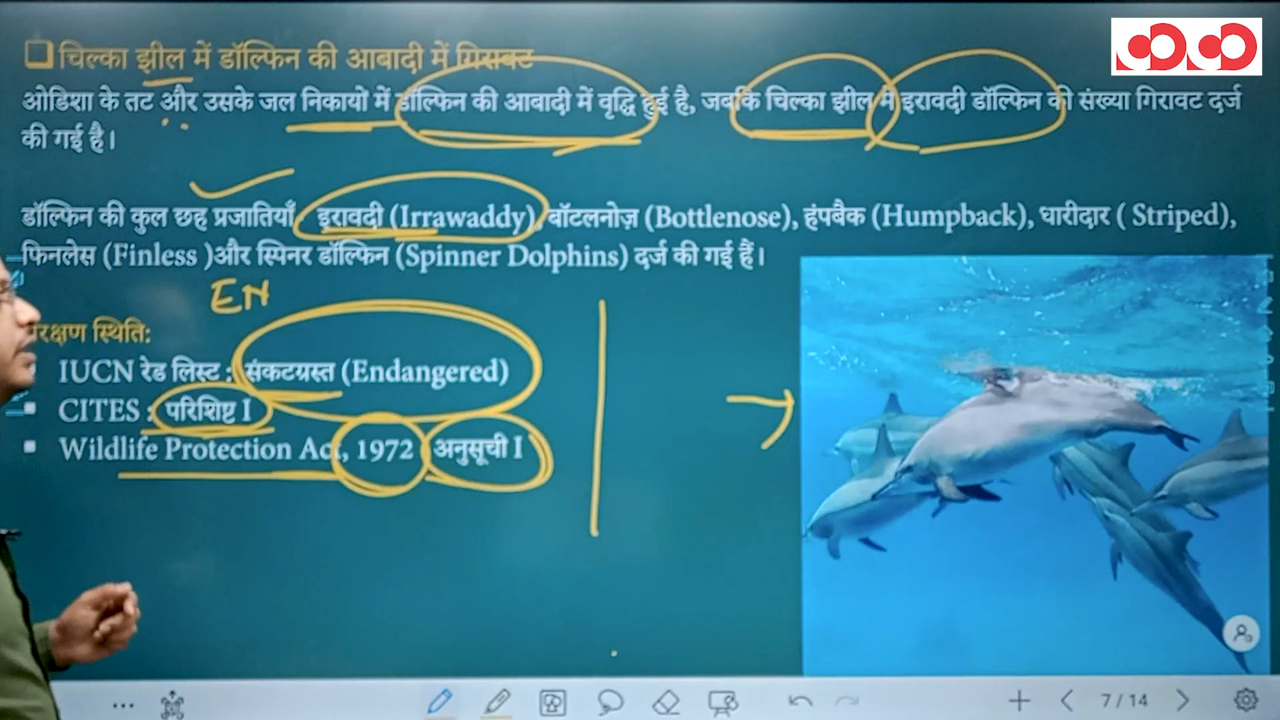 चिल्का झील में डॉल्फिन की आबादी में गिरावट
ओडिशा के तट और उसके जल निकायों में डॉल्फिन की आबादी में वृद्धि हुई है, जबकि चिल्का झील में इरावदी डॉल्फिन की संख्या गिरावट दर्ज
की गई है।
डॉल्फिन की कुल छह प्रजातियाँ इरावदी (Irrawaddy), बॉटलनोज़ (Bottlenose), हंपबैक (Humpback), धारीदार ( Striped),
फिनलेस (Finless )और स्पिनर डॉल्फिन (Spinner Dolphins) दर्ज की गई हैं।
EN
IUCN रेड लिस्ट : संकटग्रस्त (Endangered)
स्थिति:
CITES : परिशिष्ट I
Wildlife Protection Act, 1972 अनुसूची I
7 / 14